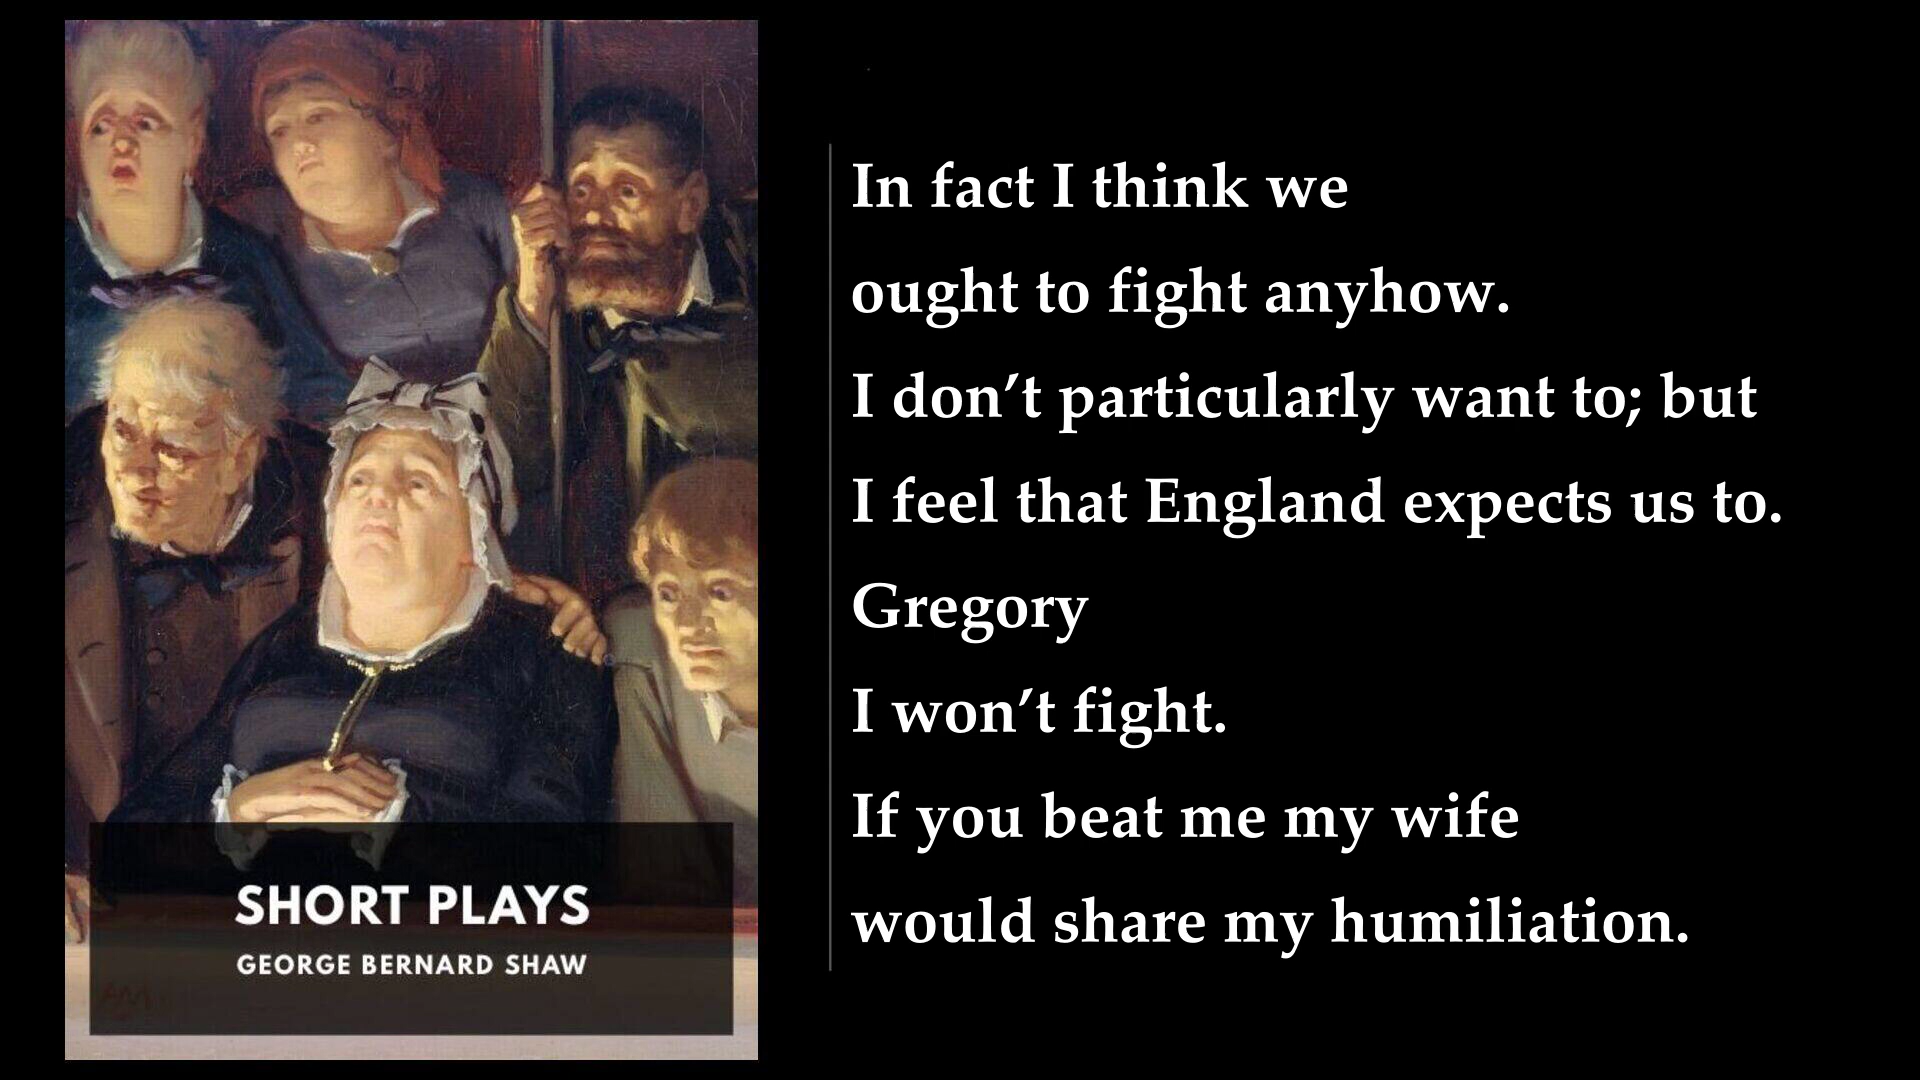 In fact I think we
ought to fight anyhow.
I don’t particularly want to; but
I feel that England expects us to.
Gregory
I won’t fight.
If you beat me my wife
would share my humiliation.
SHORT PLAYS
GEORGE BERNARD SHAW